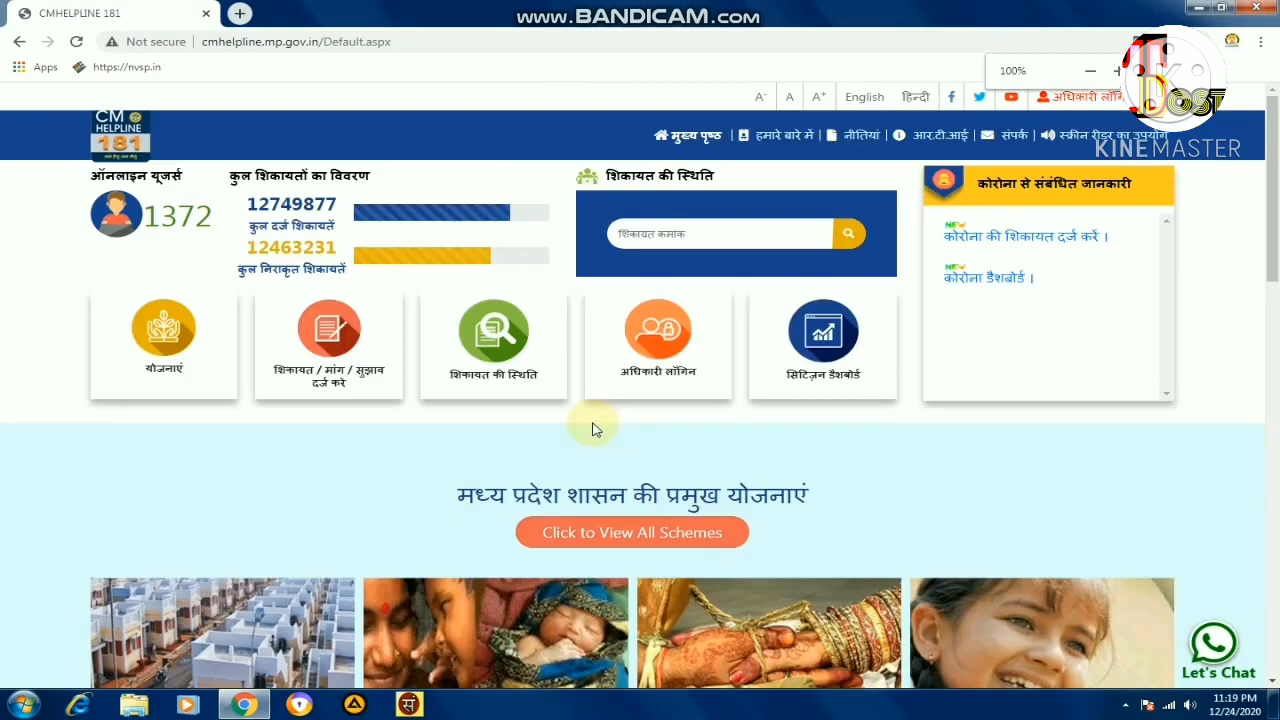 www.BANDICAM.com
CMHELPLINE 181
Not secure
cmhelpline.mp.gov.in/Default.aspx
Apps
https://nvsp.in
100%
DOST
A-
A
A+
English
हिन्दी
अधिकारी लॉगि
CM
HELPLINE
181
मुख्य पृष्ठ | हमारे बारे में | नीतियां | आर.टी.आई | संपर्क | स्क्रीन रीडर का उपयोग
KINEMASTER
ऑनलाइन यूजर्स
1372
कुल शिकायतों का विवरण
12749877
कुल दर्ज शिकायतें
12463231
कुल निराकृत शिकायतें
शिकायत की स्थिति
शिकायत क्रमांक
कोरोना से संबंधित जानकारी
NEW
कोरोना की शिकायत दर्ज करें ।
NEW
कोरोना डैशबोर्ड ।
योजनाएं
शिकायत / मांग / सुझाव
दर्ज करे
शिकायत की स्थिति
अधिकारी लॉगिन
सिटिज़न डैशबोर्ड
मध्य प्रदेश शासन की प्रमुख योजनाएं
Click to View All Schemes
Let's Chat
11:19 PM
12/24/2020